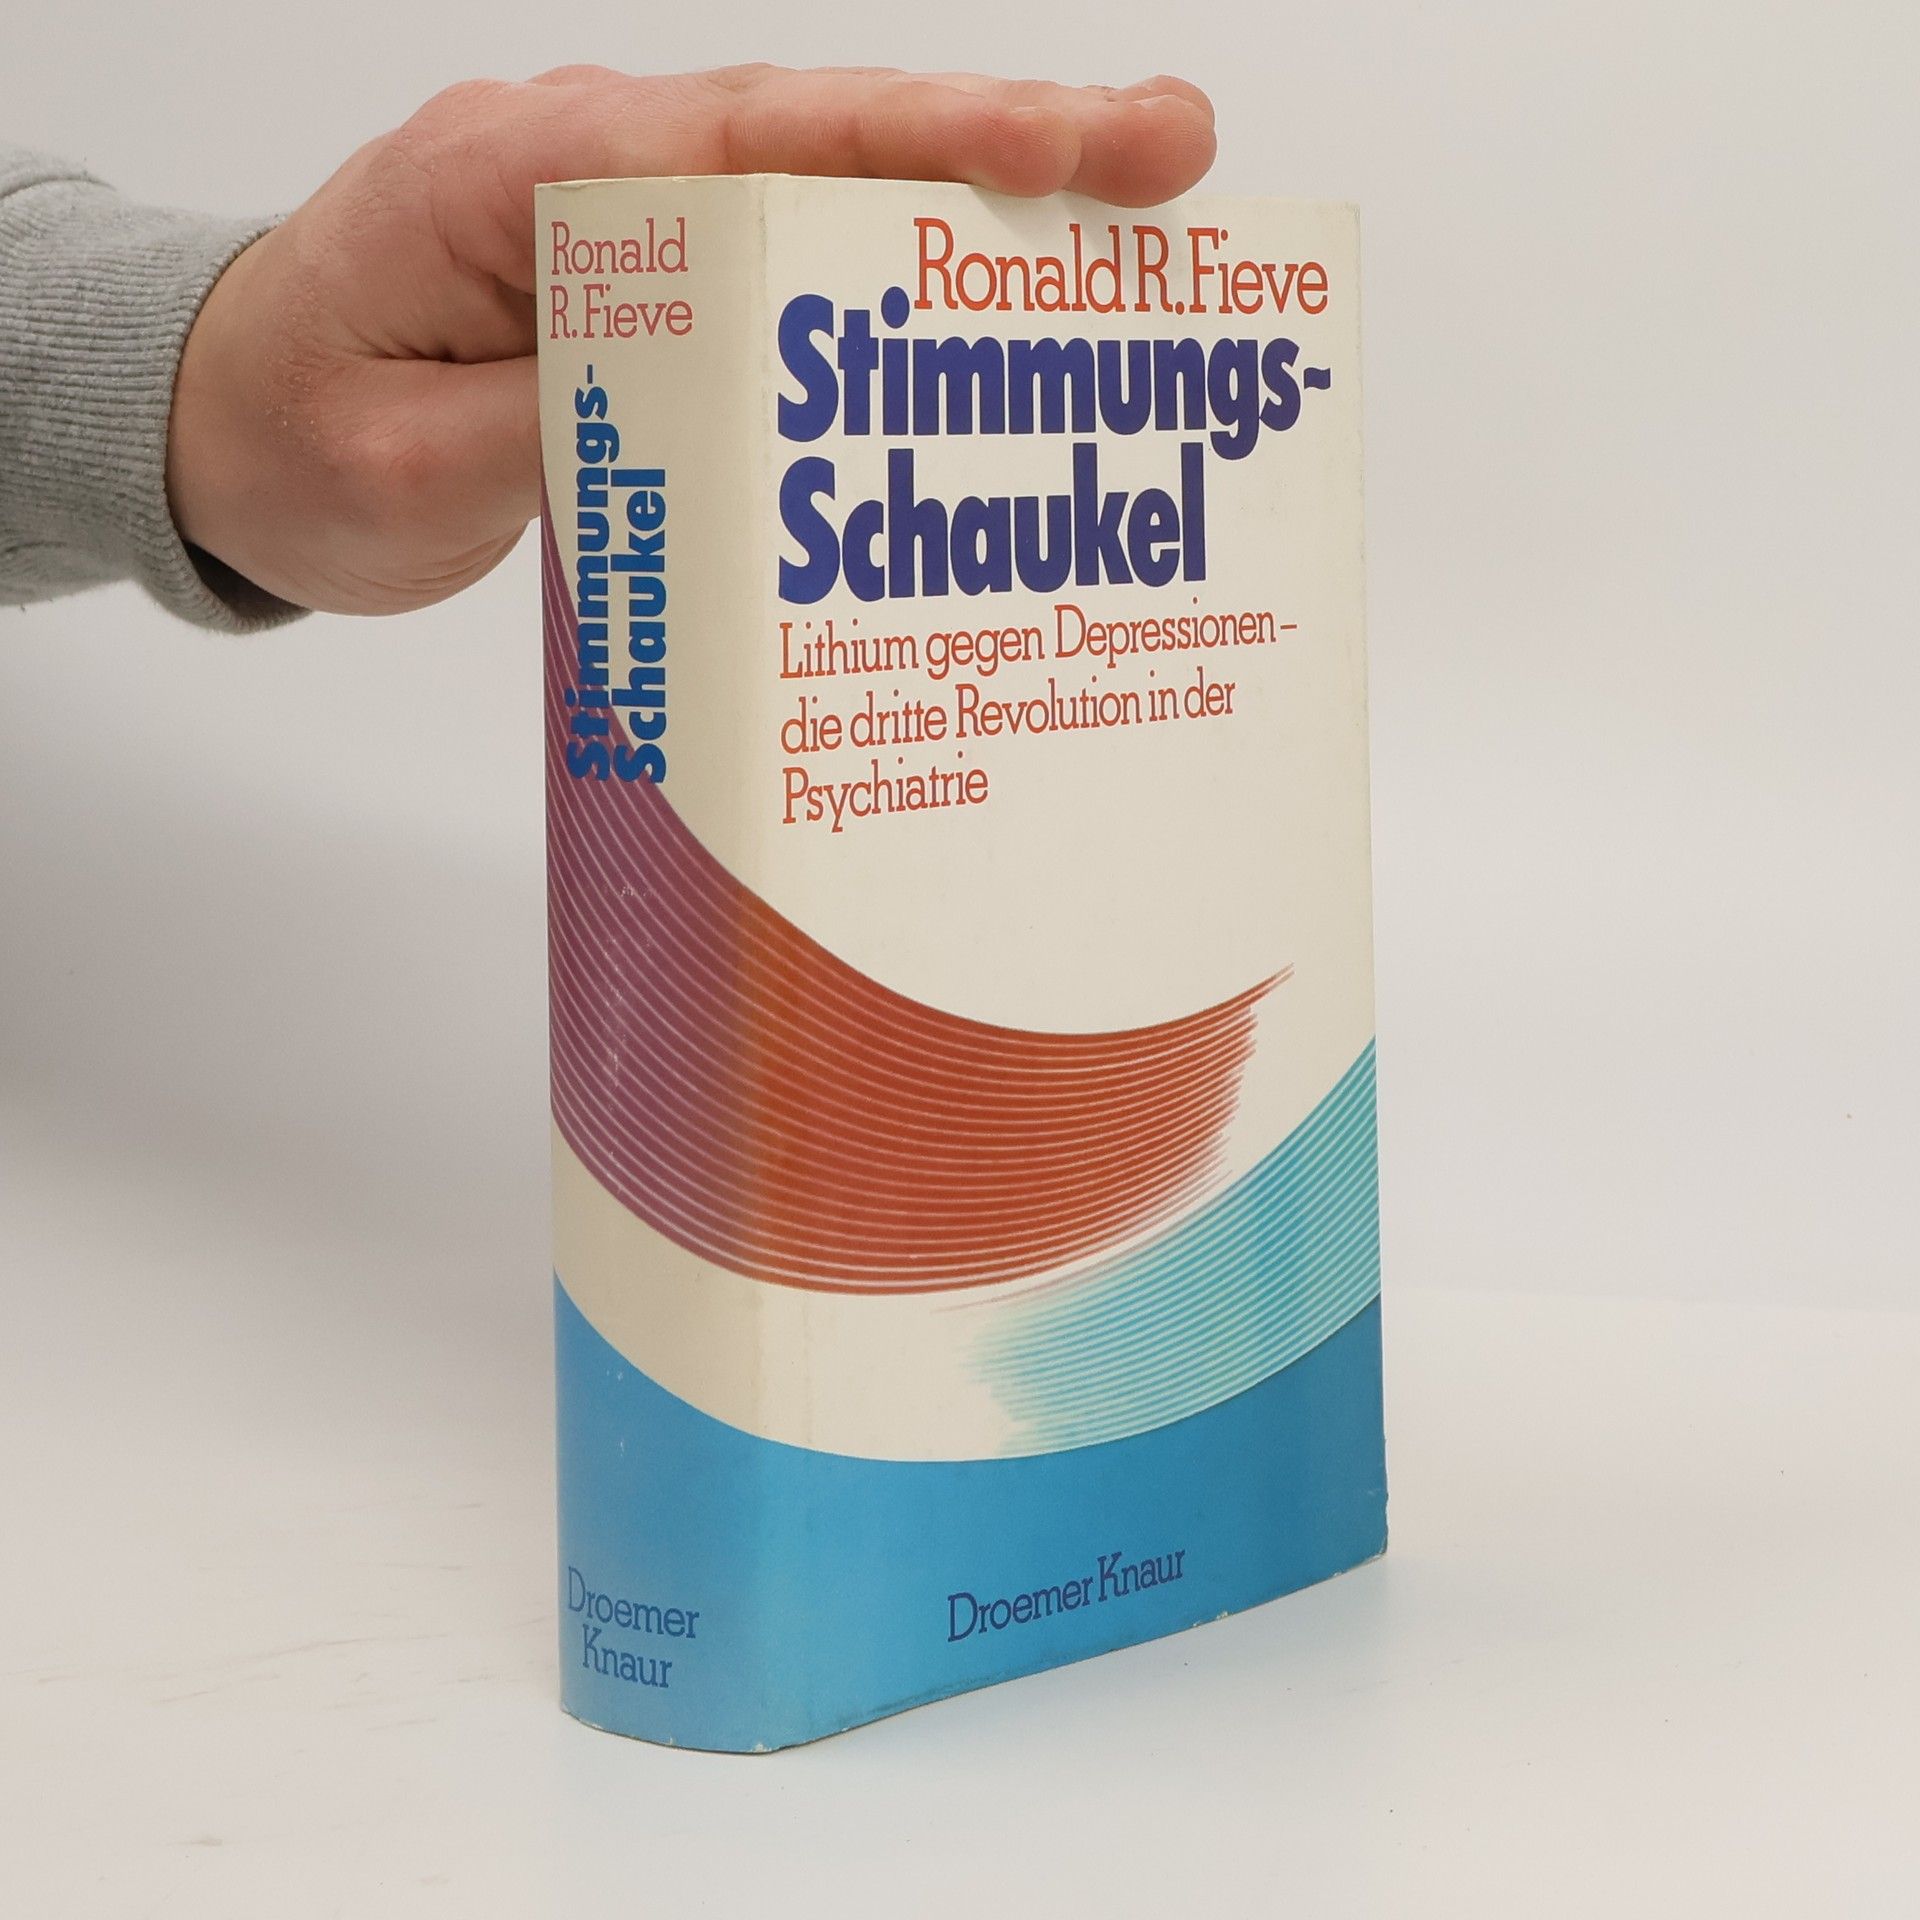 Ronald
R. Fieve
Stimmungs-
Schaukel
Droemer
Knaur
Ronald R. Fieve
Stimmungs-
Schaukel
Lithium gegen Depressionen –
die dritte Revolution in der
Psychiatrie
Droemer Knaur